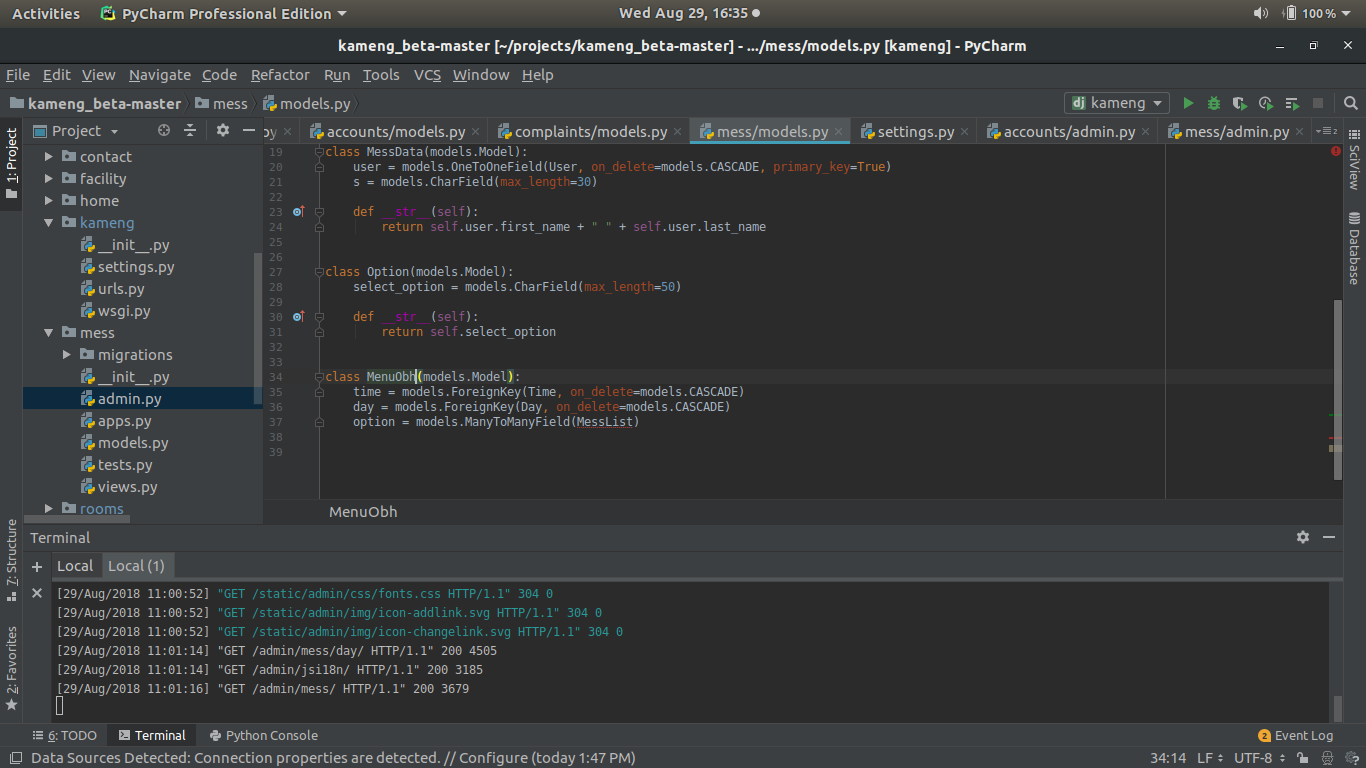 Activities PyCharm Professional Edition Wed Aug 29, 16:35 100 %
kameng_beta-master [~/projects/kameng_beta-master] - .../mess/models.py [kameng] - PyCharm
File Edit View Navigate Code Refactor Run Tools VCS Window Help
kameng_beta-master mess models.py dj kameng
1: Project
Project
py accounts/models.py complaints/models.py mess/models.py settings.py accounts/admin.py mess/admin.py 2
contact
facility
home
kameng
__init__.py
settings.py
urls.py
wsgi.py
mess
migrations
__init__.py
admin.py
apps.py
models.py
tests.py
views.py
rooms
19 class MessData(models.Model):
20 user = models.OneToOneField(User, on_delete=models.CASCADE, primary_key=True)
21 s = models.CharField(max_length=30)
22
23 def __str__(self):
24 return self.user.first_name + " " + self.user.last_name
25
26
27 class Option(models.Model):
28 select_option = models.CharField(max_length=50)
29
30 def __str__(self):
31 return self.select_option
32
33
34 class MenuObh(models.Model):
35 time = models.ForeignKey(Time, on_delete=models.CASCADE)
36 day = models.ForeignKey(Day, on_delete=models.CASCADE)
37 option = models.ManyToManyField(MessList)
38
39
MenuObh
SciView
Database
7: Structure
2: Favorites
Terminal
Local Local (1)
[29/Aug/2018 11:00:52] "GET /static/admin/css/fonts.css HTTP/1.1" 304 0
[29/Aug/2018 11:00:52] "GET /static/admin/img/icon-addlink.svg HTTP/1.1" 304 0
[29/Aug/2018 11:00:52] "GET /static/admin/img/icon-changelink.svg HTTP/1.1" 304 0
[29/Aug/2018 11:01:14] "GET /admin/mess/day/ HTTP/1.1" 200 4505
[29/Aug/2018 11:01:14] "GET /admin/jsi18n/ HTTP/1.1" 200 3185
[29/Aug/2018 11:01:16] "GET /admin/mess/ HTTP/1.1" 200 3679
6: TODO Terminal Python Console 2 Event Log
Data Sources Detected: Connection properties are detected. // Configure (today 1:47 PM) 34:14 LF UTF-8